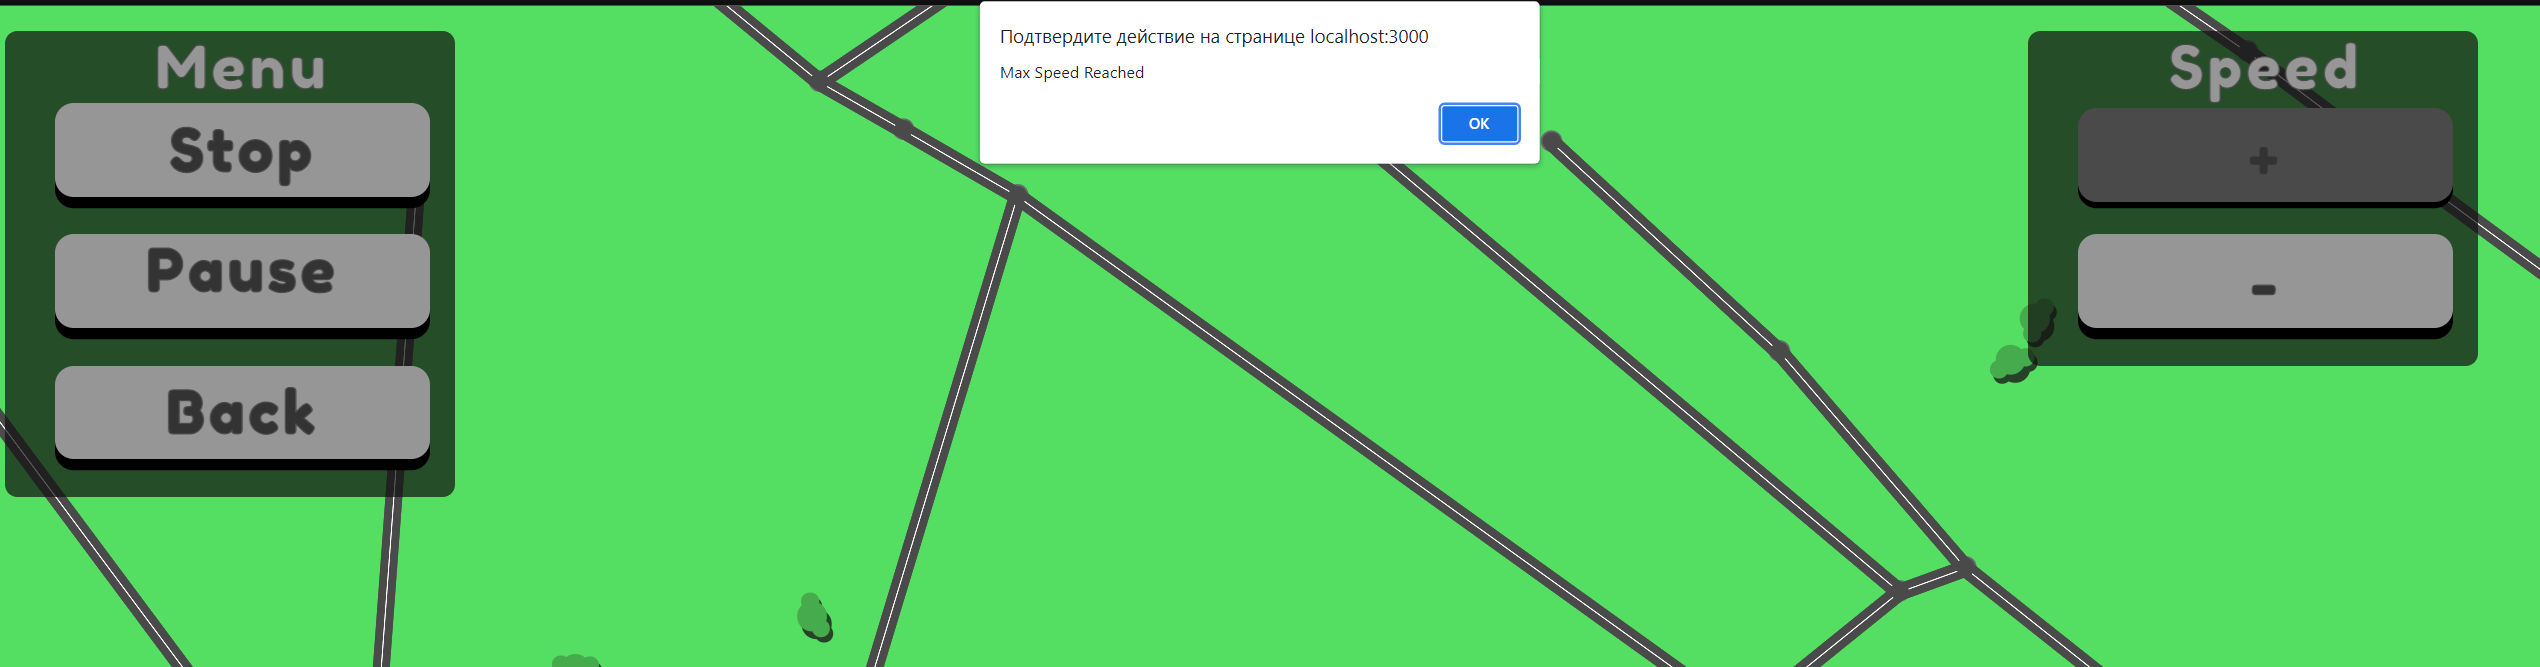 Подтвердите действие на странице localhost:3000
Max Speed Reached
OK
Menu
Stop
Pause
Back
Speed
+
-